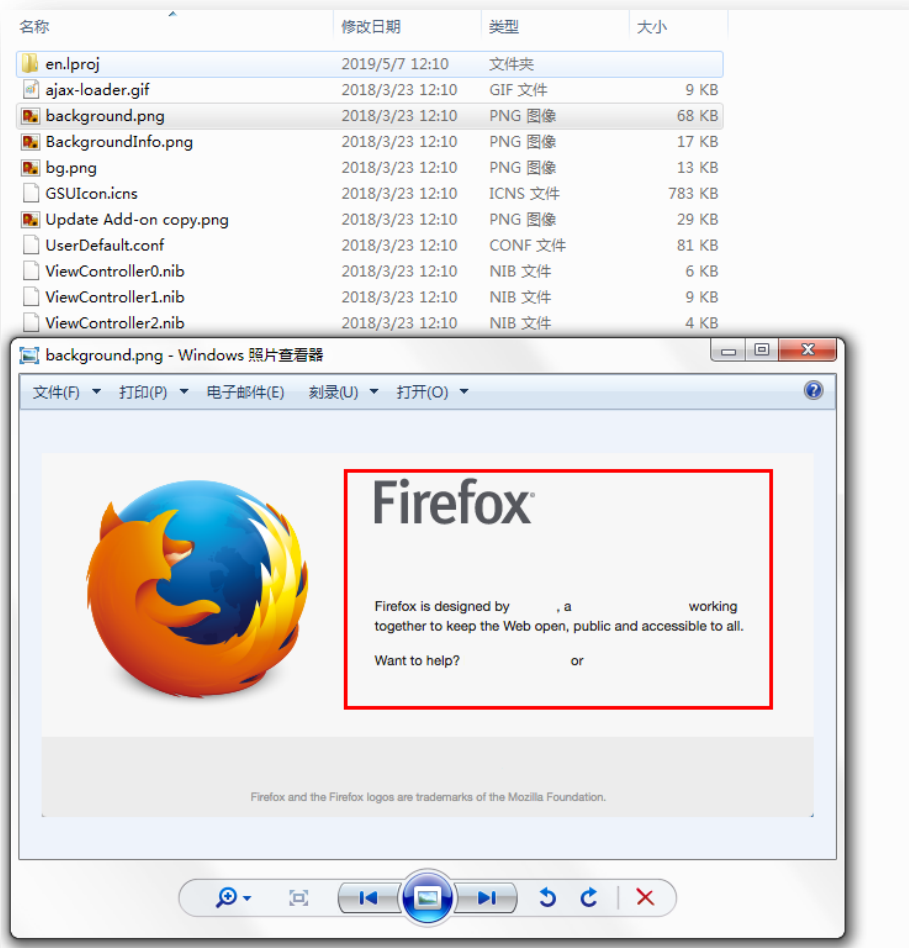 名称 修改日期 类型 大小
en.lproj 2019/5/7 12:10 文件夹
ajax-loader.gif 2018/3/23 12:10 GIF 文件 9 KB
background.png 2018/3/23 12:10 PNG 图像 68 KB
BackgroundInfo.png 2018/3/23 12:10 PNG 图像 17 KB
bg.png 2018/3/23 12:10 PNG 图像 13 KB
GSUIcon.icns 2018/3/23 12:10 ICNS 文件 783 KB
Update Add-on copy.png 2018/3/23 12:10 PNG 图像 29 KB
UserDefault.conf 2018/3/23 12:10 CONF 文件 81 KB
ViewController0.nib 2018/3/23 12:10 NIB 文件 6 KB
ViewController1.nib 2018/3/23 12:10 NIB 文件 9 KB
ViewController2.nib 2018/3/23 12:10 NIB 文件 4 KB
background.png - Windows 照片查看器
文件(F) 打印(P) 电子邮件(E) 刻录(U) 打开(O)
Firefox
Firefox is designed by , a working
together to keep the Web open, public and accessible to all.
Want to help? or
Firefox and the Firefox logos are trademarks of the Mozilla Foundation.